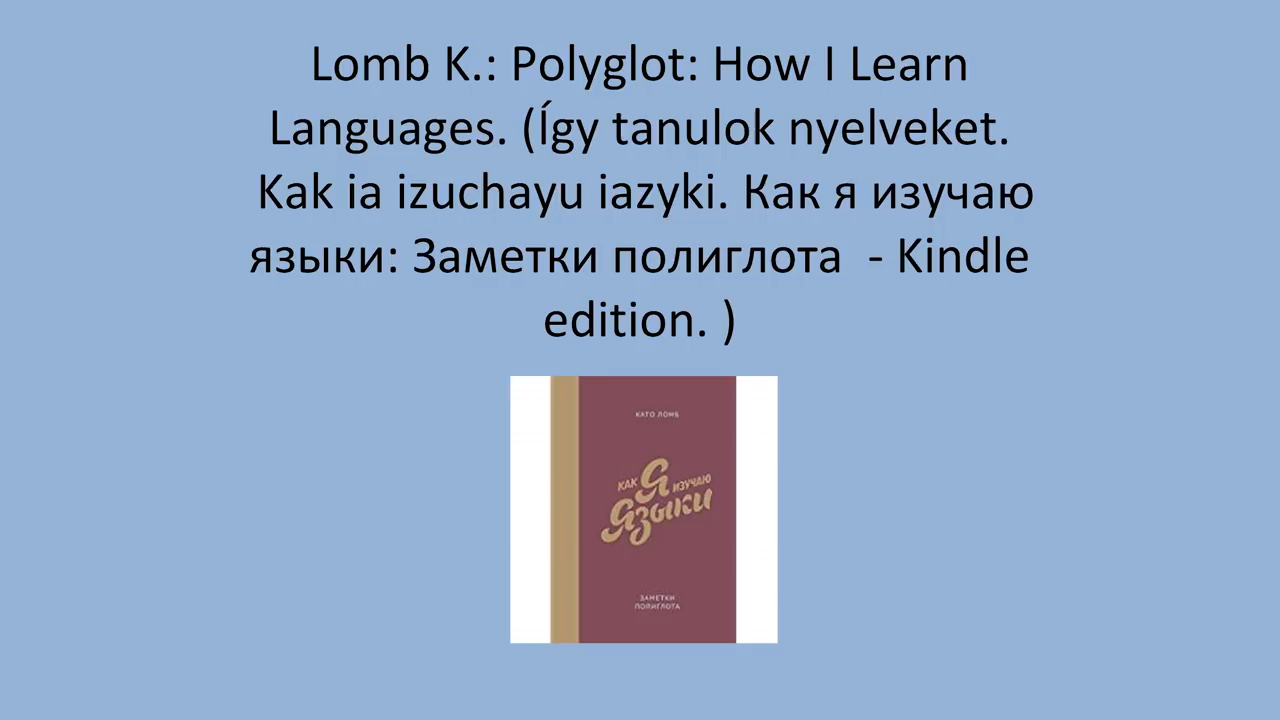 Lomb K.: Polyglot: How I Learn
Languages. (Így tanulok nyelveket.
Kak ia izuchayu iazyki. Как я изучаю
языки: Заметки полиглота - Kindle
edition. )
КАТО ЛОМБ
КАК Я ИЗУЧАЮ
ЯЗЫКИ
ЗАМЕТКИ
ПОЛИГЛОТА